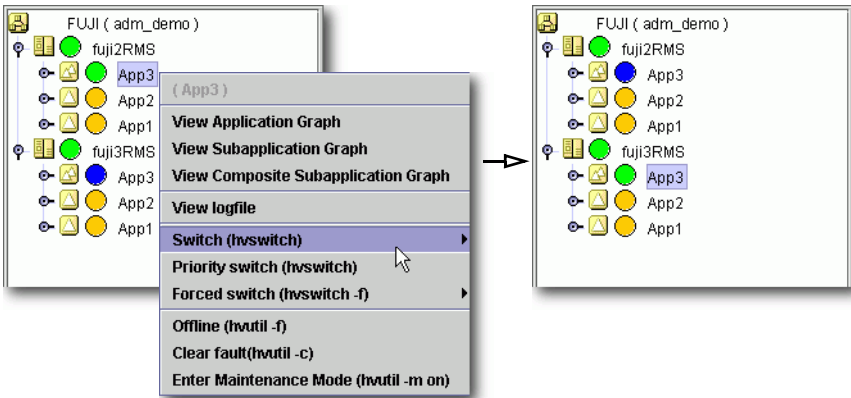 FUJI ( adm_demo )
fuji2RMS
App3
App2
App1
fuji3RMS
App3
App2
App1
( App3 )
View Application Graph
View Subapplication Graph
View Composite Subapplication Graph
View logfile
Switch (hvswitch)
Priority switch (hvswitch)
Forced switch (hvswitch -f)
Offline (hvutil -f)
Clear fault(hvutil -c)
Enter Maintenance Mode (hvutil -m on)
FUJI ( adm_demo )
fuji2RMS
App3
App2
App1
fuji3RMS
App3
App2
App1